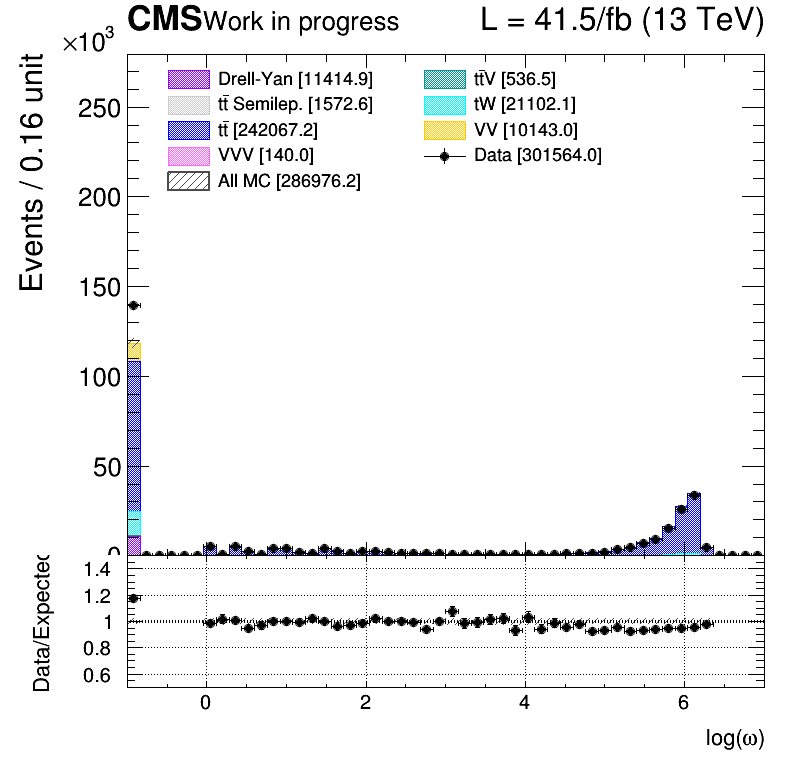 CMS Work in progress L = 41.5/fb (13 TeV)
×10³
Events / 0.16 unit
Drell-Yan [11414.9]
tt̄ Semilep. [1572.6]
tt̄ [242067.2]
VVV [140.0]
All MC [286976.2]
tt̄V [536.5]
tW [21102.1]
VV [10143.0]
Data [301564.0]
250
200
150
100
50
0
Data/Expected
1.4
1.2
1
0.8
0.6
0 2 4 6
log(ω)